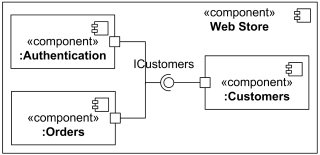 «component»
Web Store
«component»
:Authentication
ICustomers
«component»
:Customers
«component»
:Orders